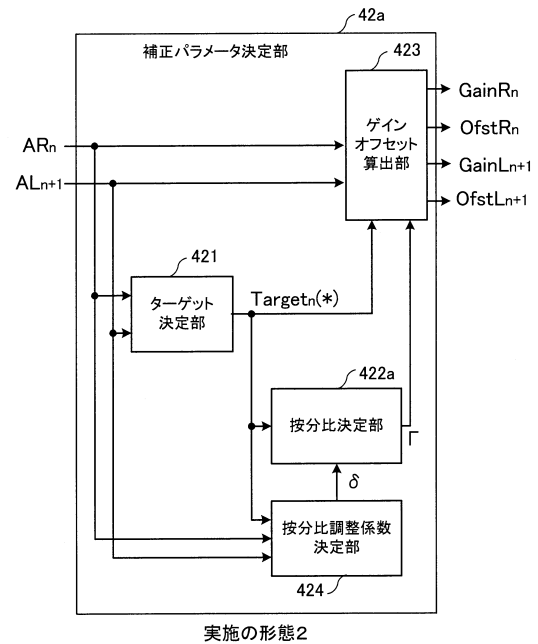 42a
補正パラメータ決定部
423
ゲイン
オフセット
算出部
GainRn
OfstRn
GainLn+1
OfstLn+1
ARn
ALn+1
421
ターゲット
決定部
Targetn(*)
422a
按分比決定部
Γ
δ
按分比調整係数
決定部
424
実施の形態2